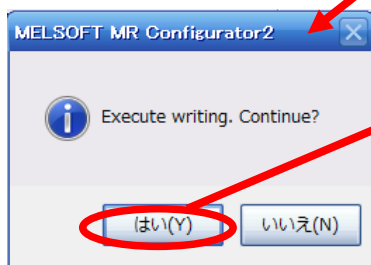 MELSOFT MR Configurator2
Execute writing. Continue?
はい(Y)
いいえ(N)